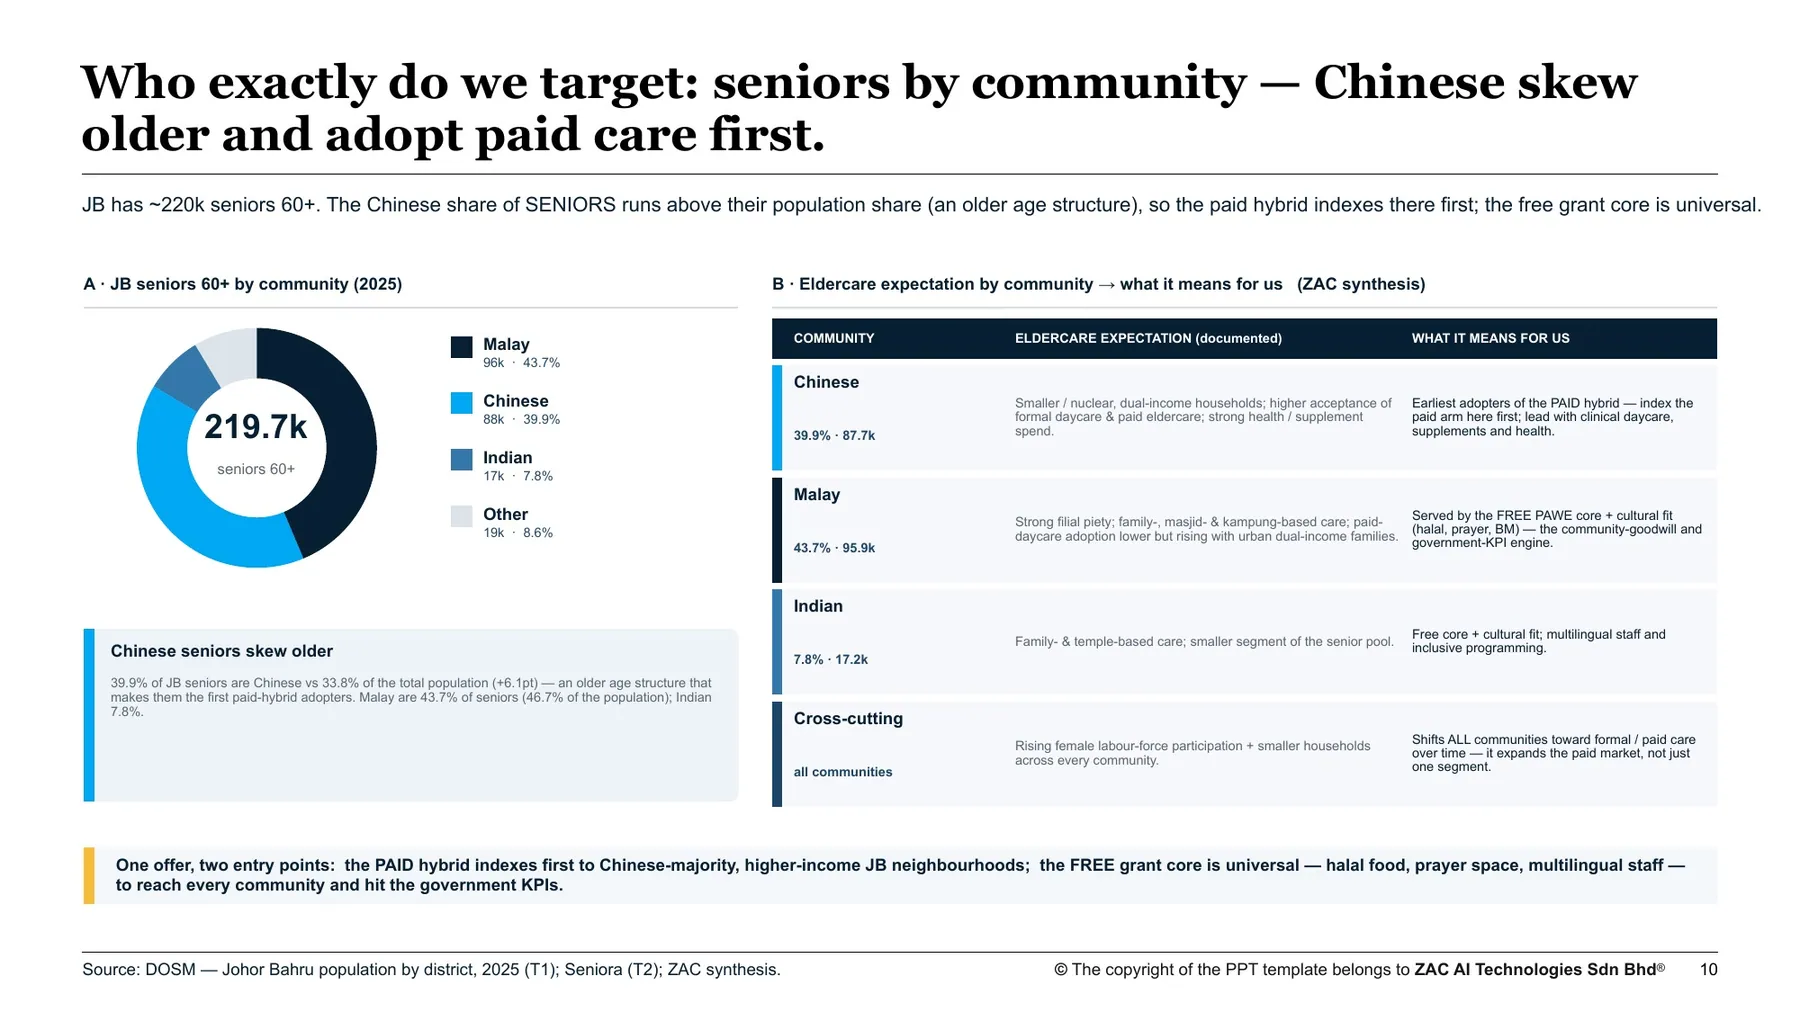 Who exactly do we target: seniors by community — Chinese skew
older and adopt paid care first.
JB has ~220k seniors 60+. The Chinese share of SENIORS runs above their population share (an older age structure), so the paid hybrid indexes there first; the free grant core is universal.
A · JB seniors 60+ by community (2025)
219.7k
seniors 60+
Malay
96k · 43.7%
Chinese
88k · 39.9%
Indian
17k · 7.8%
Other
19k · 8.6%
Chinese seniors skew older
39.9% of JB seniors are Chinese vs 33.8% of the total population (+6.1pt) — an older age structure that
makes them the first paid-hybrid adopters. Malay are 43.7% of seniors (46.7% of the population); Indian
7.8%.
B · Eldercare expectation by community → what it means for us (ZAC synthesis)
COMMUNITY
ELDERCARE EXPECTATION (documented)
WHAT IT MEANS FOR US
Chinese
39.9% · 87.7k
Smaller / nuclear, dual-income households; higher acceptance of
formal daycare & paid eldercare; strong health / supplement
spend.
Earliest adopters of the PAID hybrid — index the
paid arm here first; lead with clinical daycare,
supplements and health.
Malay
43.7% · 95.9k
Strong filial piety; family-, masjid- & kampung-based care; paid-
daycare adoption lower but rising with urban dual-income families.
Served by the FREE PAWE core + cultural fit
(halal, prayer, BM) — the community-goodwill and
government-KPI engine.
Indian
7.8% · 17.2k
Family- & temple-based care; smaller segment of the senior pool.
Free core + cultural fit; multilingual staff and
inclusive programming.
Cross-cutting
all communities
Rising female labour-force participation + smaller households
across every community.
Shifts ALL communities toward formal / paid care
over time — it expands the paid market, not just
one segment.
One offer, two entry points: the PAID hybrid indexes first to Chinese-majority, higher-income JB neighbourhoods; the FREE grant core is universal — halal food, prayer space, multilingual staff —
to reach every community and hit the government KPIs.
Source: DOSM — Johor Bahru population by district, 2025 (T1); Seniora (T2); ZAC synthesis.
© The copyright of the PPT template belongs to ZAC AI Technologies Sdn Bhd®
10